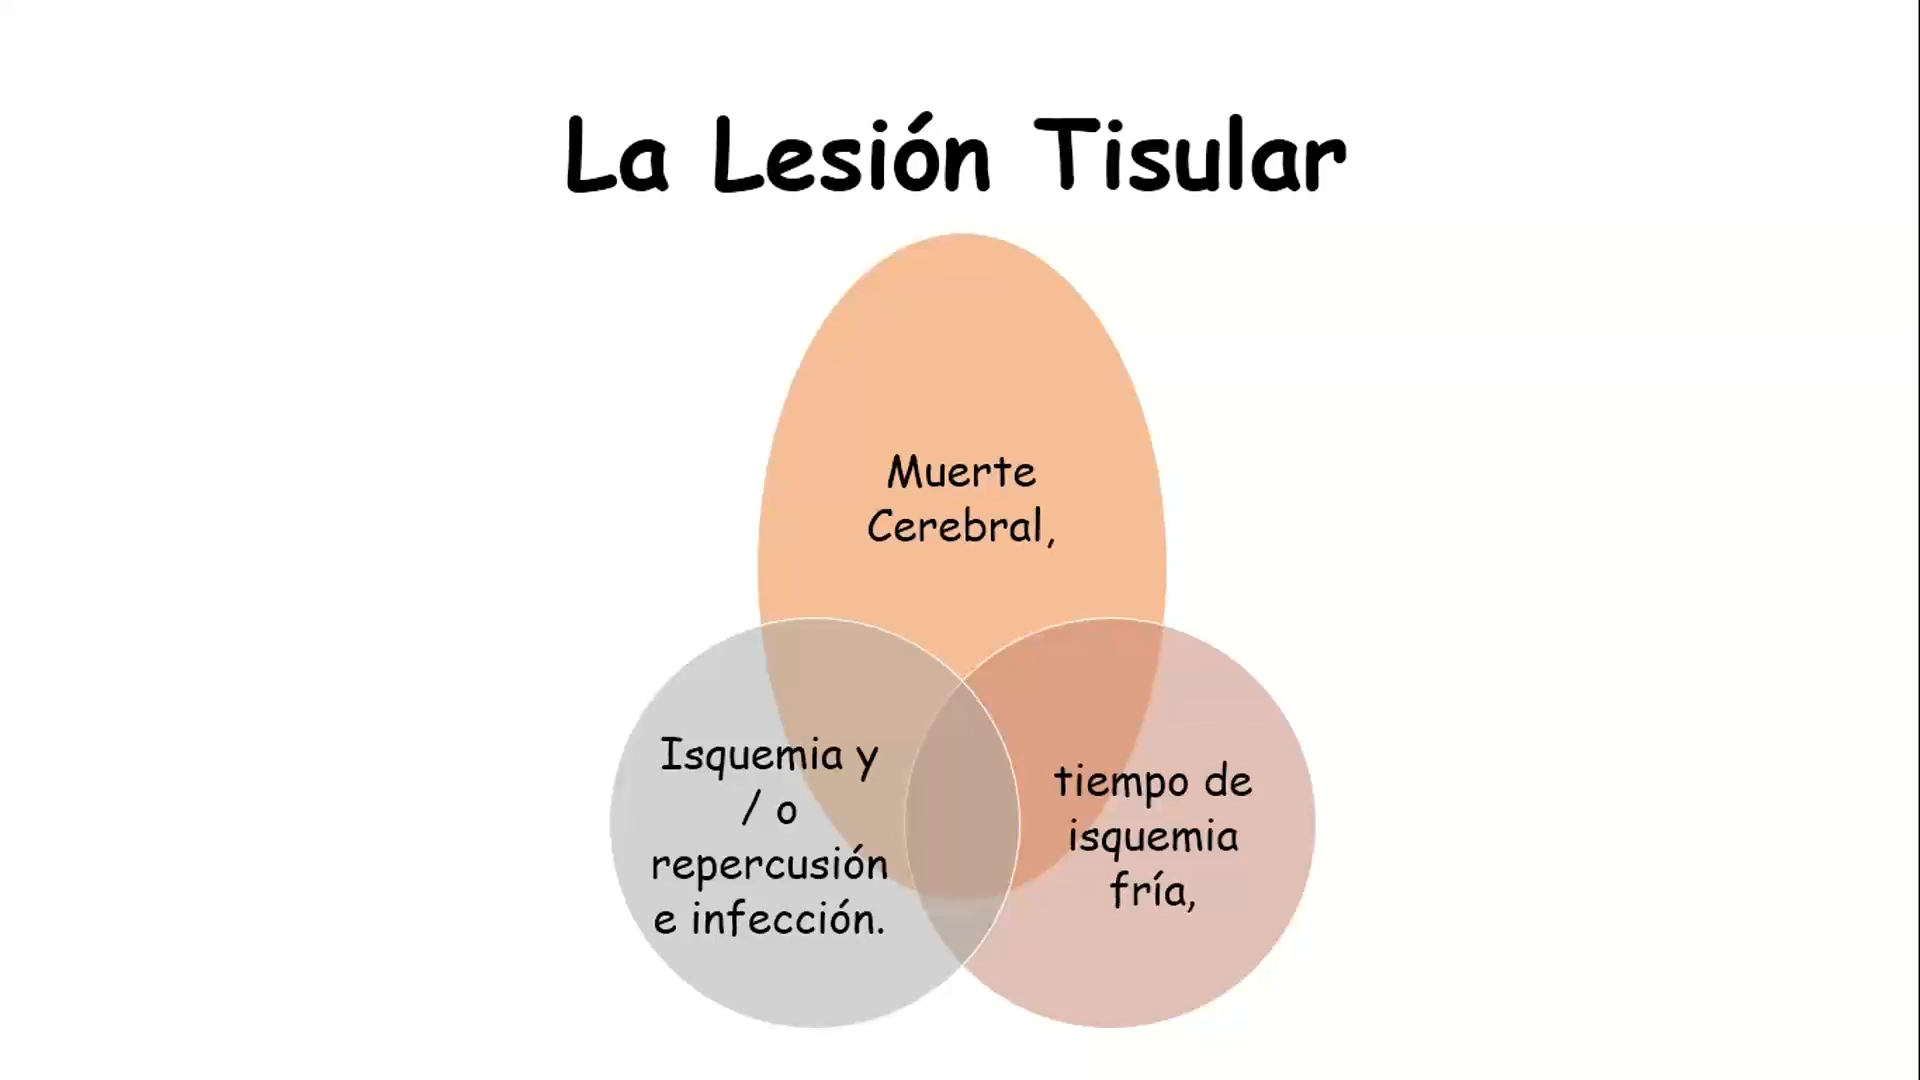 La Lesión Tisular
Muerte
Cerebral,
Isquemia y
/ o
repercusión
e infección.
tiempo de
isquemia
fría,